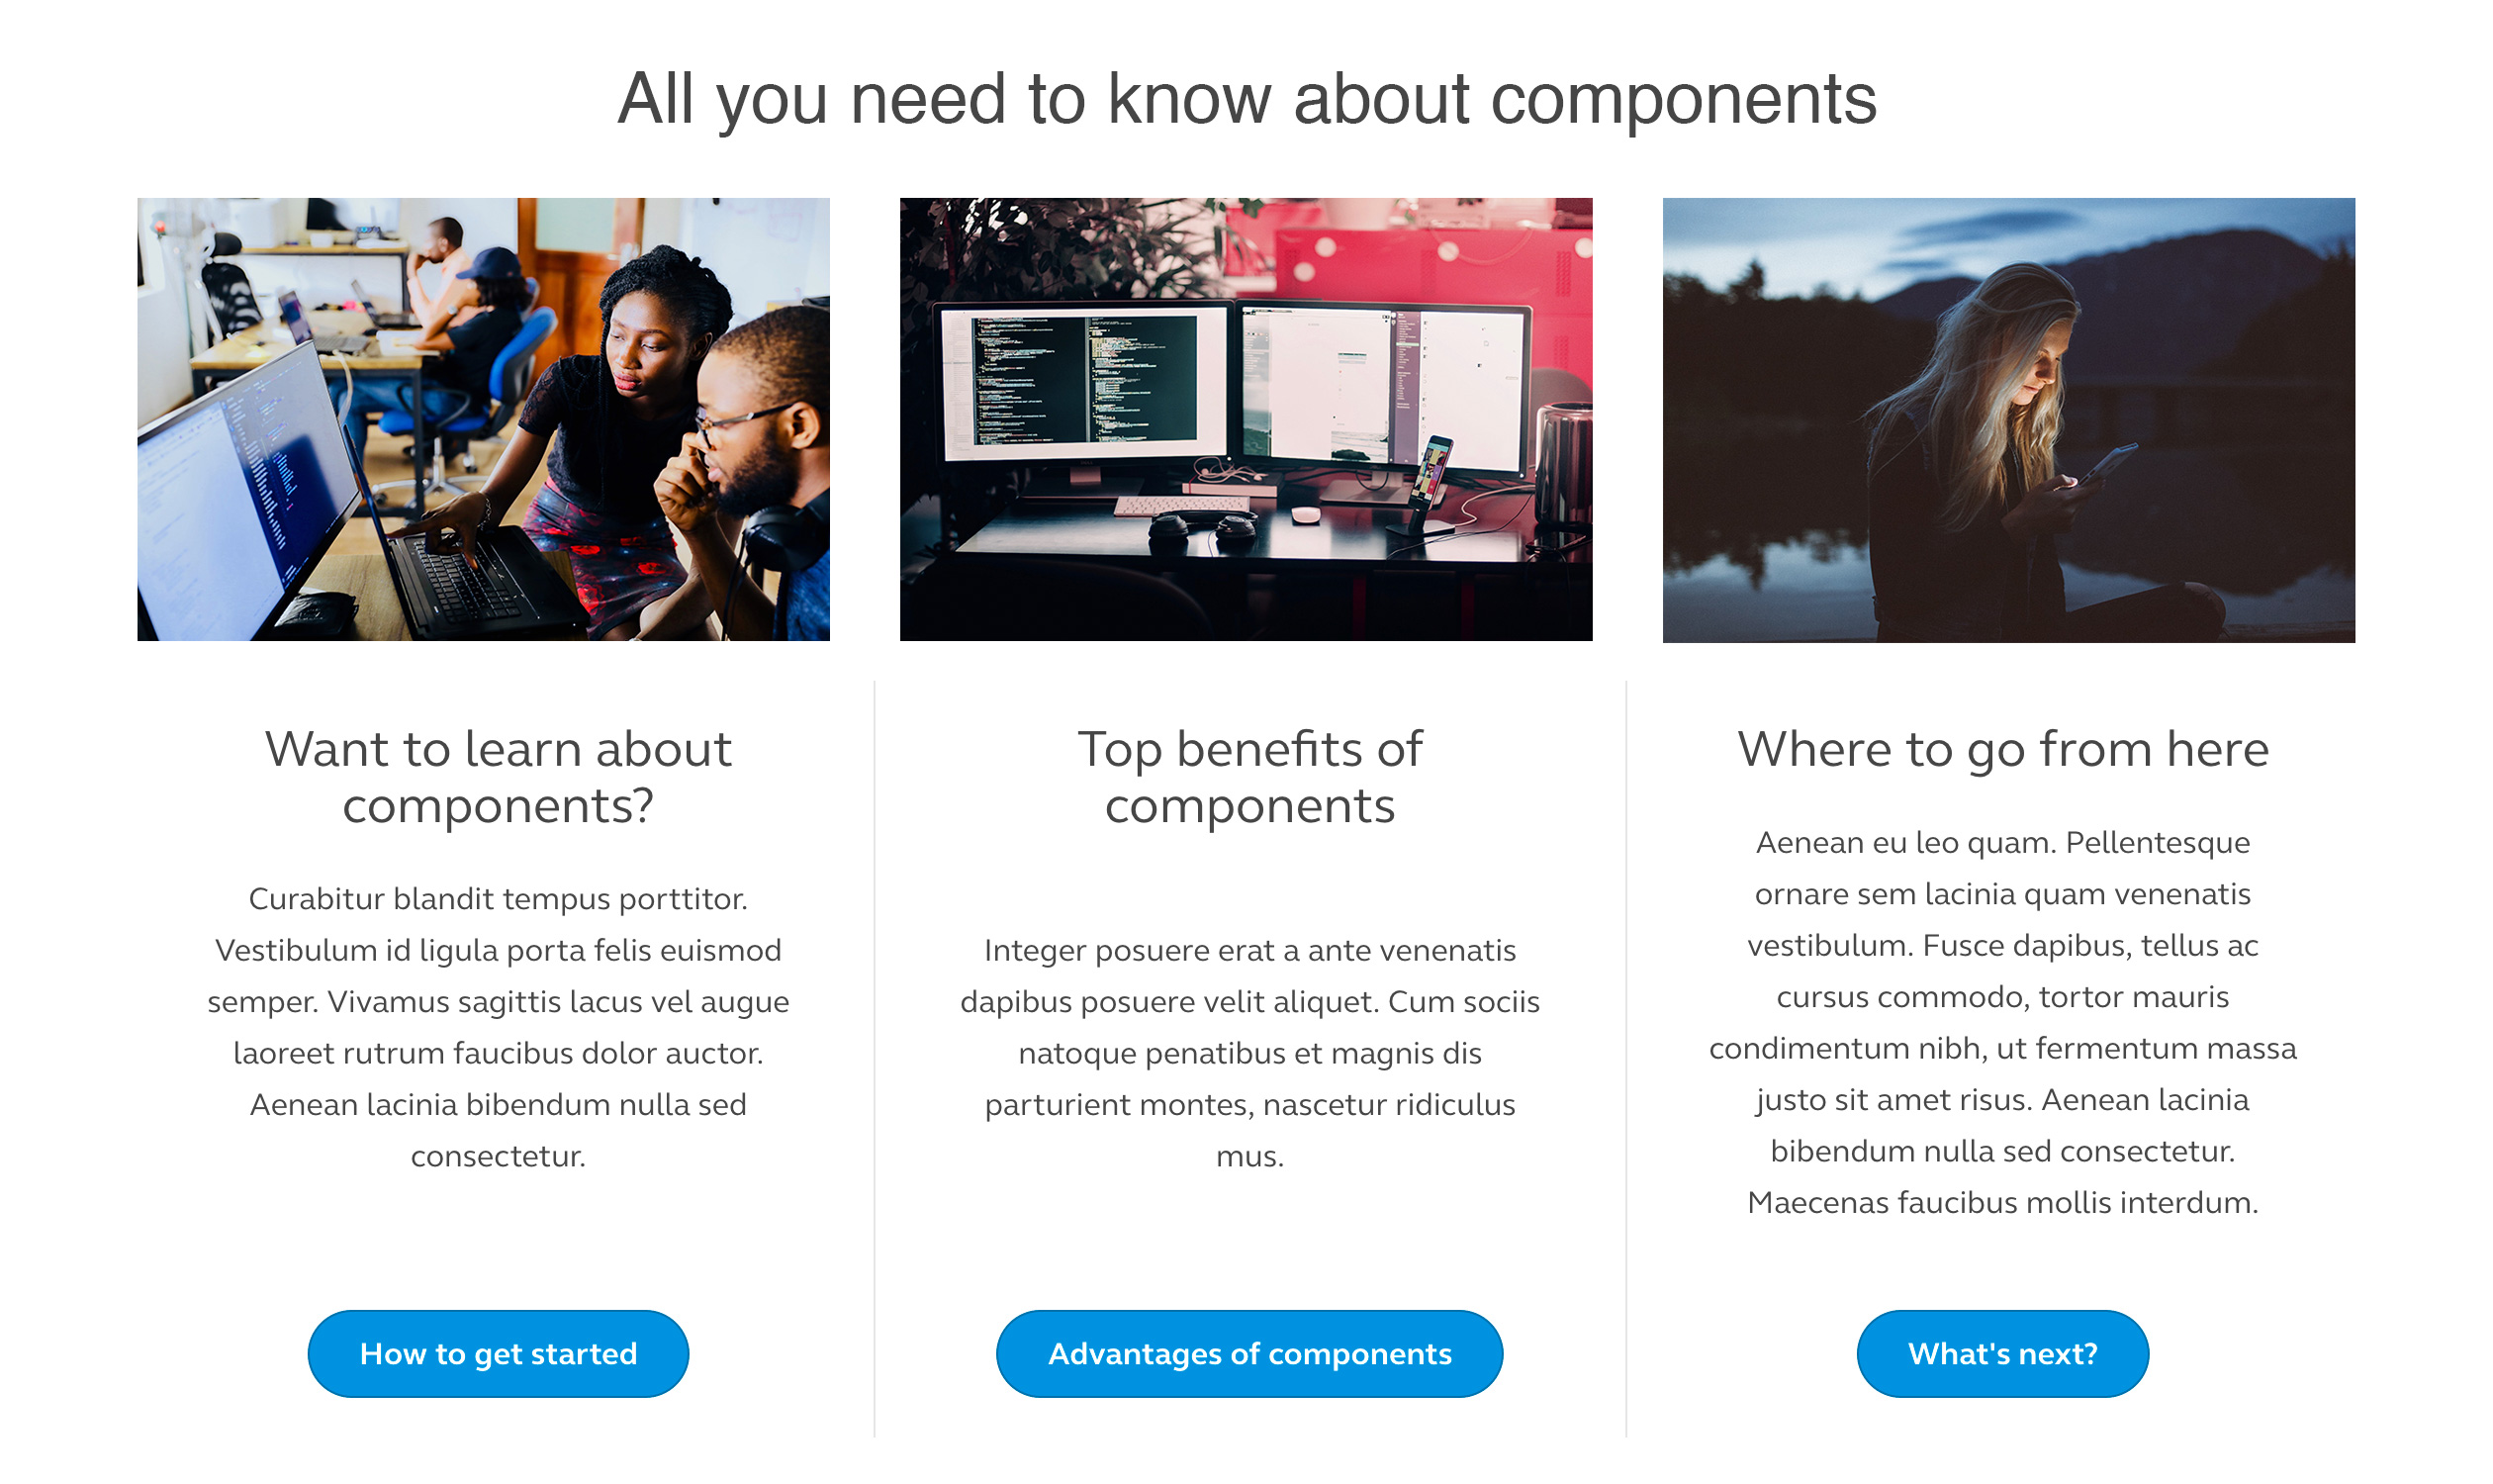 All you need to know about components
Want to learn about
components?
Curabitur blandit tempus porttitor.
Vestibulum id ligula porta felis euismod
semper. Vivamus sagittis lacus vel augue
laoreet rutrum faucibus dolor auctor.
Aenean lacinia bibendum nulla sed
consectetur.
How to get started
Top benefits of
components
Integer posuere erat a ante venenatis
dapibus posuere velit aliquet. Cum sociis
natoque penatibus et magnis dis
parturient montes, nascetur ridiculus
mus.
Advantages of components
Where to go from here
Aenean eu leo quam. Pellentesque
ornare sem lacinia quam venenatis
vestibulum. Fusce dapibus, tellus ac
cursus commodo, tortor mauris
condimentum nibh, ut fermentum massa
justo sit amet risus. Aenean lacinia
bibendum nulla sed consectetur.
Maecenas faucibus mollis interdum.
What's next?